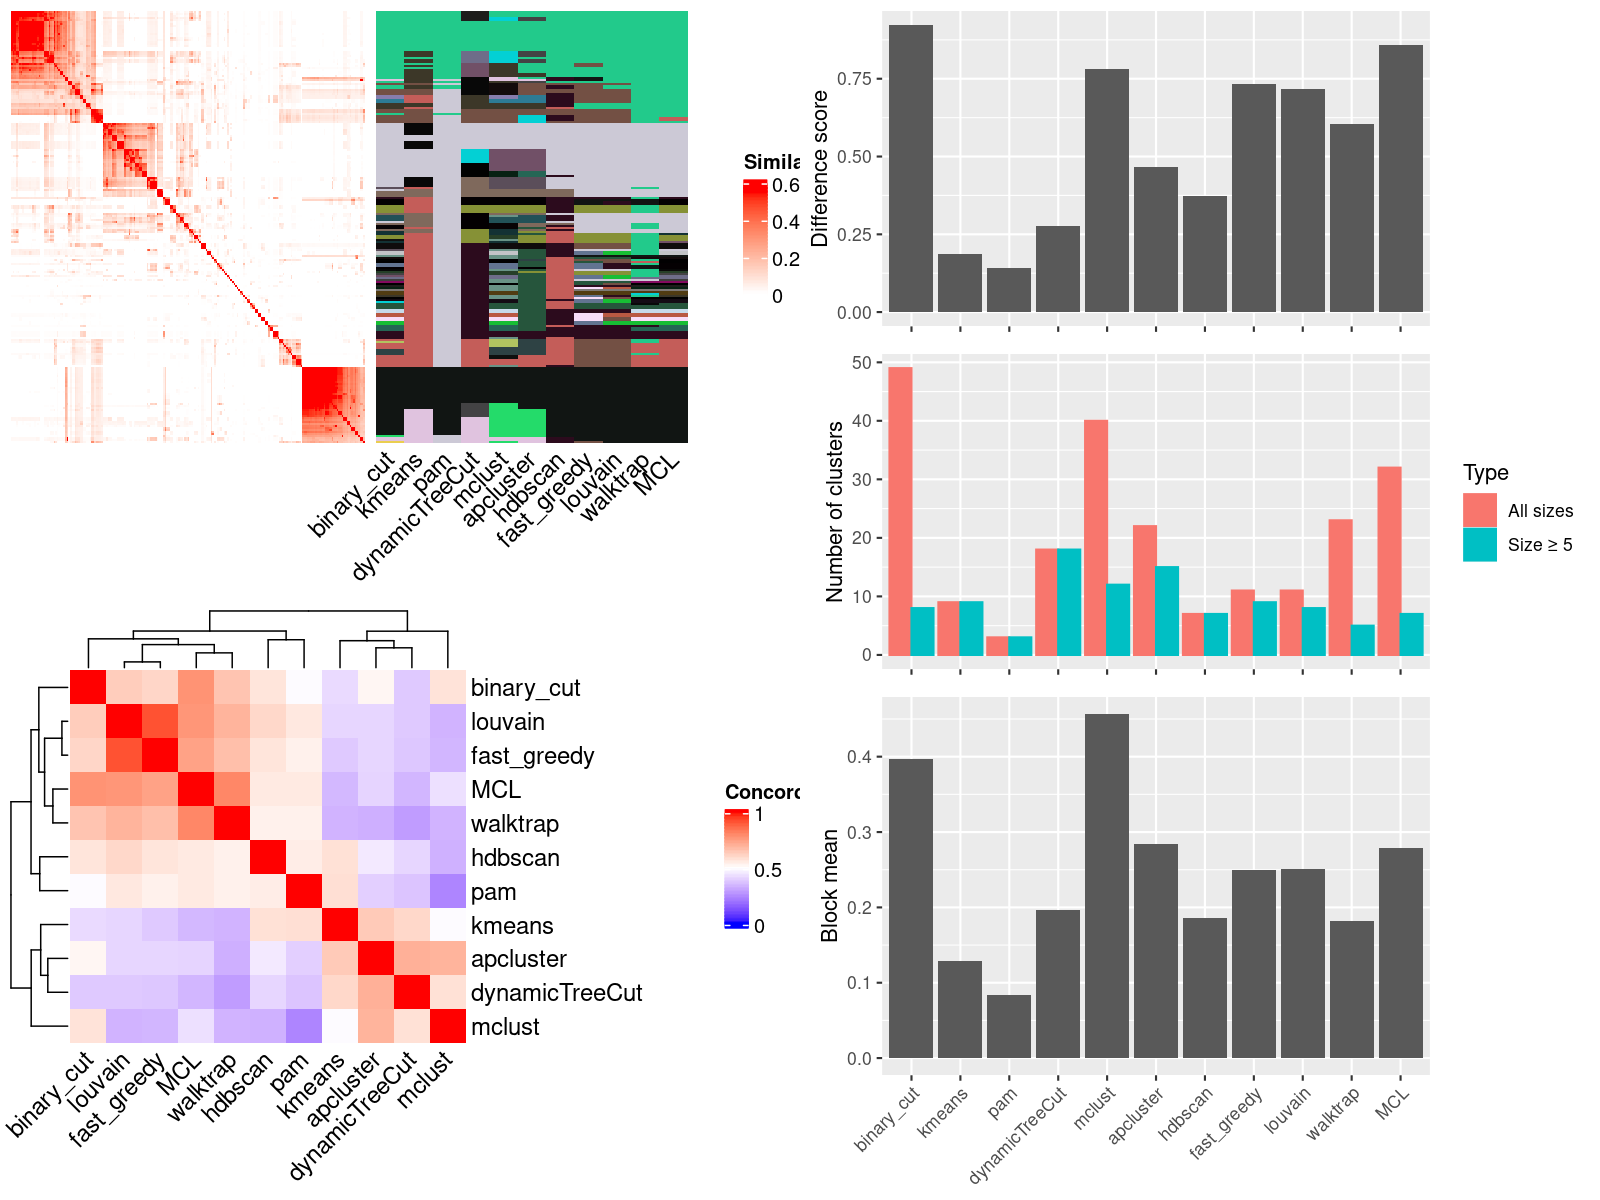 Simila
0.6
0.4
0.2
0
binary_cut
kmeans
pam
dynamicTreeCut
mclust
apcluster
hdbscan
fast_greedy
louvain
walktrap
MCL
Difference score
0.75
0.50
0.25
0.00
Number of clusters
50
40
30
20
10
0
Type
All sizes
Size ≥ 5
Block mean
0.4
0.3
0.2
0.1
0.0
binary_cut
kmeans
pam
dynamicTreeCut
mclust
apcluster
hdbscan
fast_greedy
louvain
walktrap
MCL
binary_cut
louvain
fast_greedy
MCL
walktrap
hdbscan
pam
kmeans
apcluster
dynamicTreeCut
mclust
binary_cut
louvain
fast_greedy
MCL
walktrap
hdbscan
pam
kmeans
apcluster
dynamicTreeCut
mclust
Concord
1
0.5
0